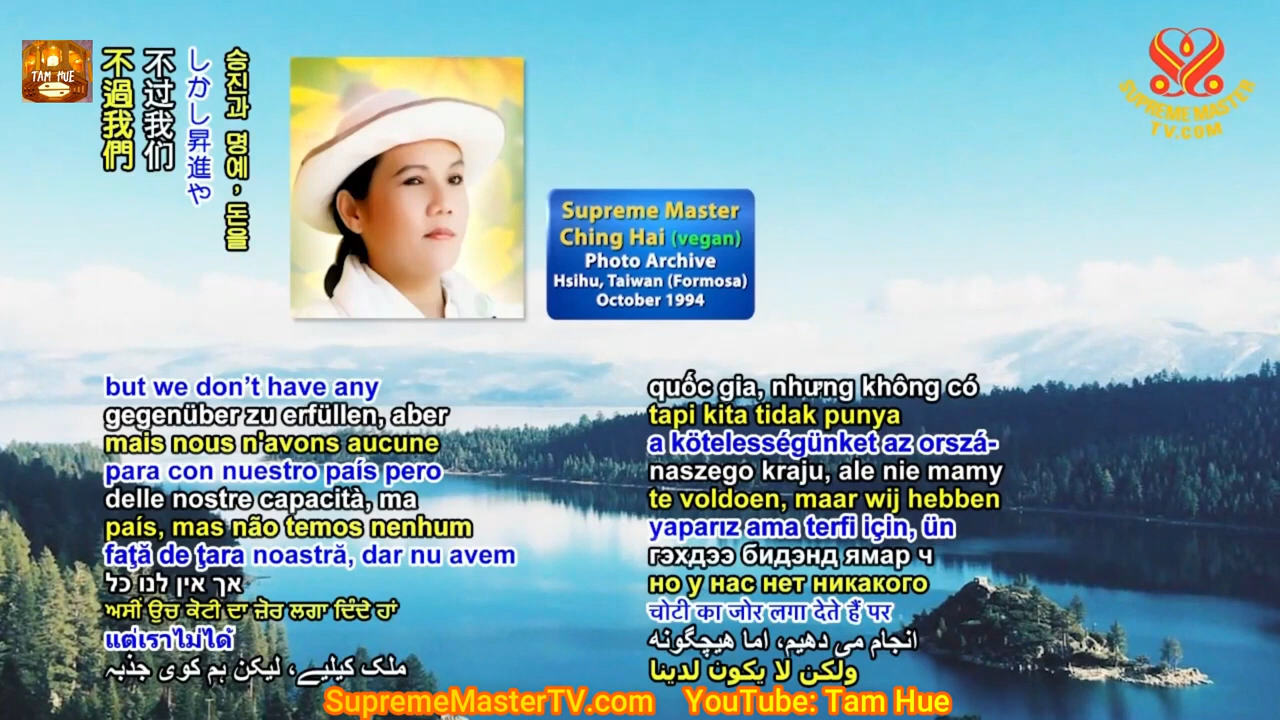 TAM HUE
不過我們
不过我们
しかし昇進や
승진과 명예, 돈을
SUPREME MASTER
TV.COM
Supreme Master
Ching Hai (vegan)
Photo Archive
Hsihu, Taiwan (Formosa)
October 1994
but we don’t have any
gegenüber zu erfüllen, aber
mais nous n'avons aucune
para con nuestro país pero
delle nostre capacità, ma
país, mas não temos nenhum
faţă de ţara noastră, dar nu avem
אך אין לנו כל
ਅਸੀਂ ਉਚ ਕੋਟੀ ਦਾ ਜ਼ੋਰ ਲਗਾ ਦਿੰਦੇ ਹਾਂ
แต่เราไม่ได้
ملک کیلیے، لیکن ہم کوی جذبہ
quốc gia, nhưng không có
tapi kita tidak punya
a kötelességünket az orszá-
naszego kraju, ale nie mamy
te voldoen, maar wij hebben
yaparız ama terfi için, ün
гэхдээ бидэнд ямар ч
но у нас нет никакого
चोटी का जोर लगा देते हैं पर
انجام می دهیم، اما هیچگونه
ولكن لا يكون لدينا
SupremeMasterTV.com YouTube: Tam Hue